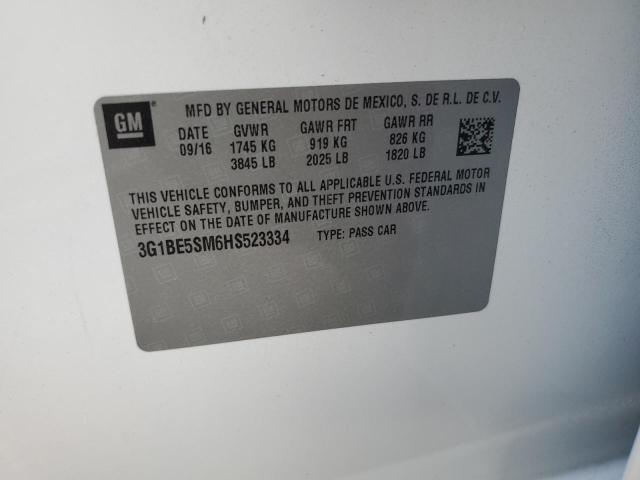 GM
MFD BY GENERAL MOTORS DE MEXICO, S. DE R.L. DE C.V.
DATE GVWR GAWR FRT GAWR RR
09/16 1745 KG 919 KG 826 KG
3845 LB 2025 LB 1820 LB
THIS VEHICLE CONFORMS TO ALL APPLICABLE U.S. FEDERAL MOTOR
VEHICLE SAFETY, BUMPER, AND THEFT PREVENTION STANDARDS IN
EFFECT ON THE DATE OF MANUFACTURE SHOWN ABOVE.
3G1BE5SM6HS523334 TYPE: PASS CAR